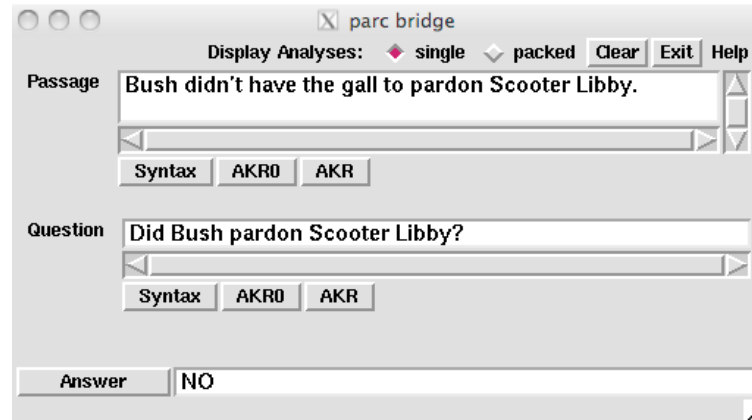 parc bridge
Display Analyses: single packed Clear Exit Help
Passage Bush didn't have the gall to pardon Scooter Libby.
Syntax AKR0 AKR
Question Did Bush pardon Scooter Libby?
Syntax AKR0 AKR
Answer NO